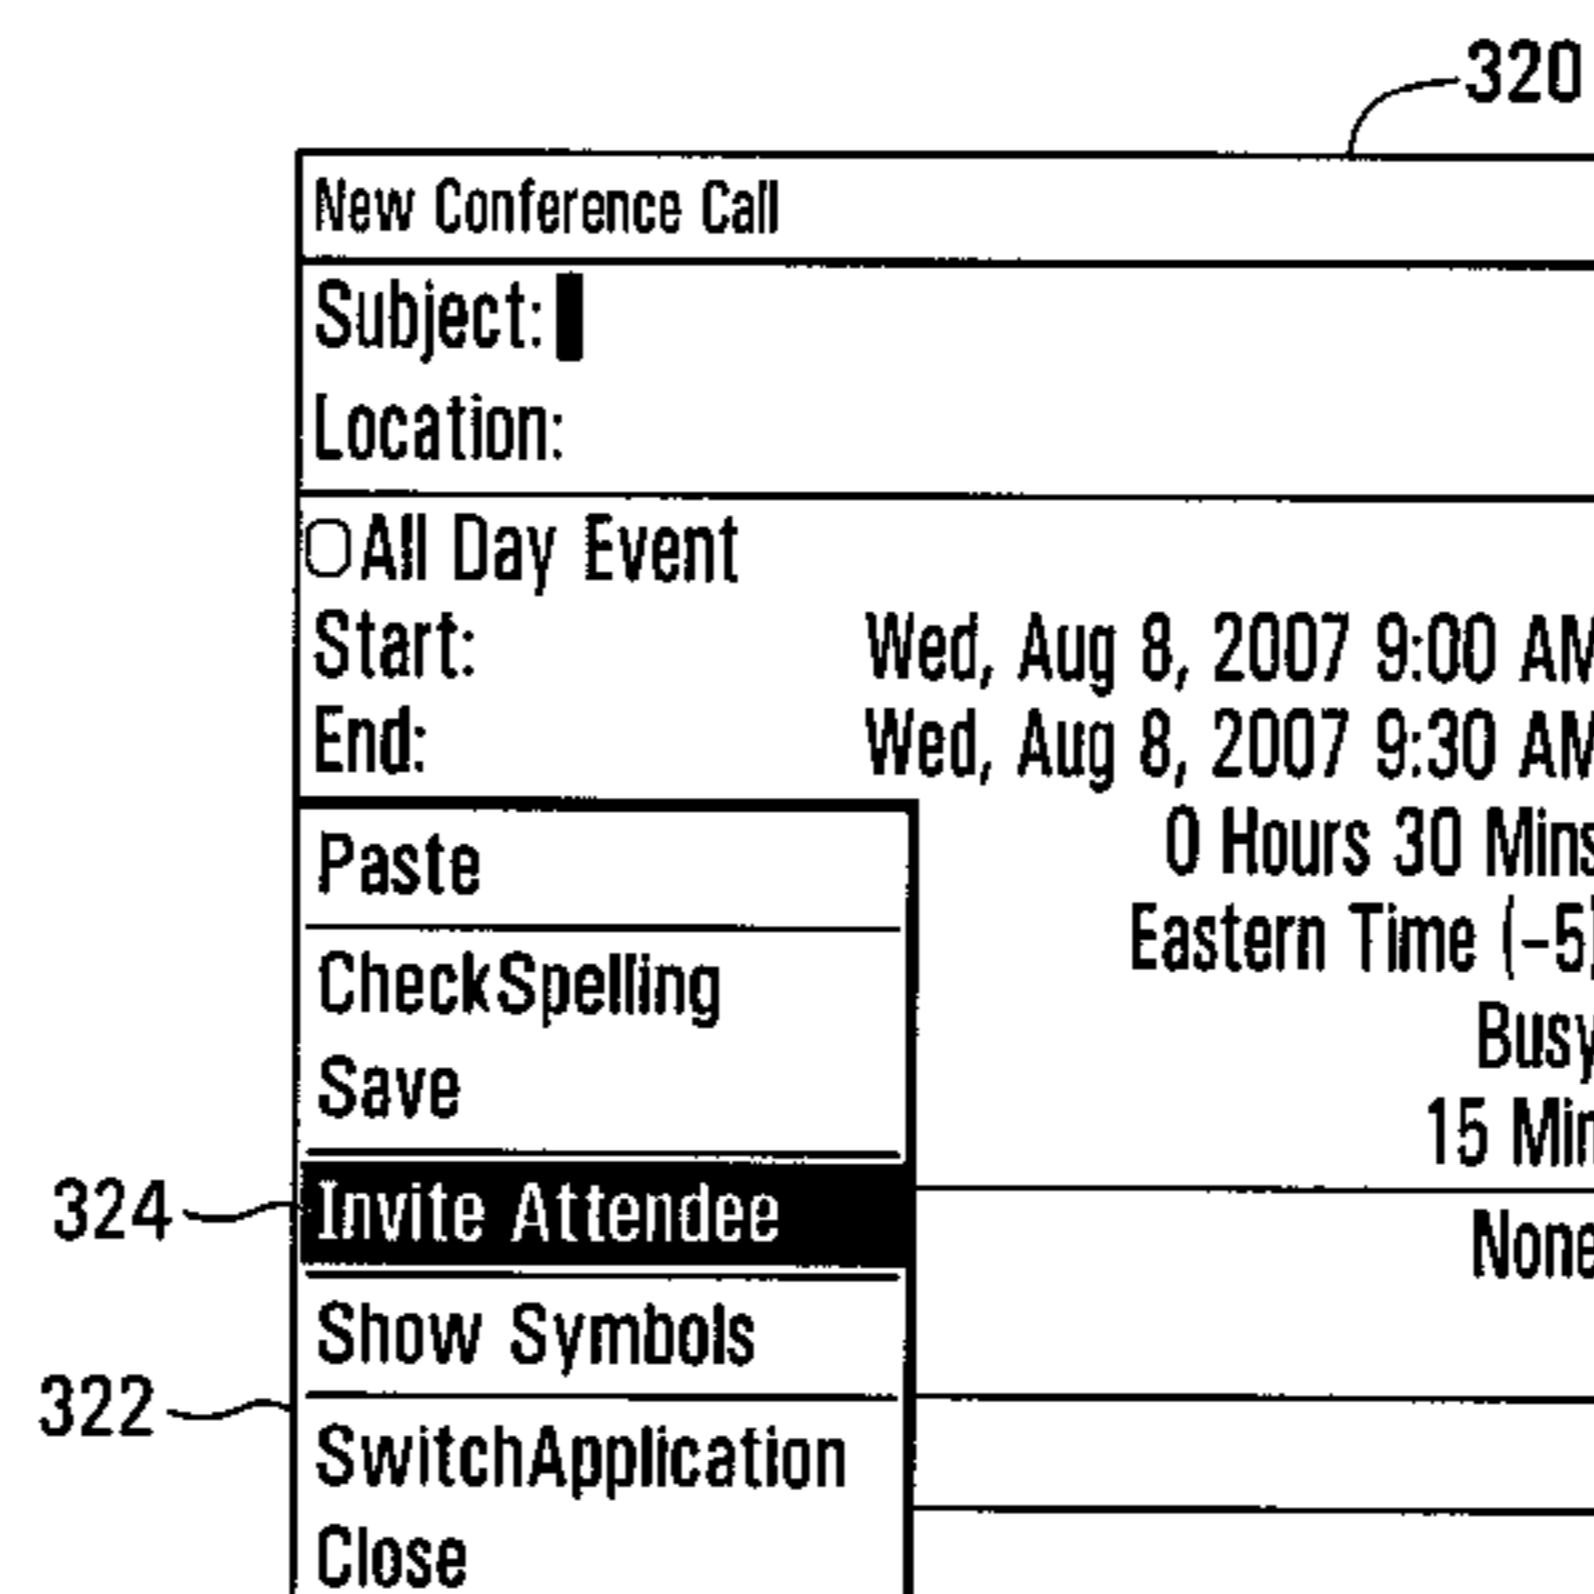 320
New Conference Call
Subject:
Location:
All Day Event
Start: Wed, Aug 8, 2007 9:00 AM
End: Wed, Aug 8, 2007 9:30 AM
0 Hours 30 Mins
Paste
Eastern Time (-5)
CheckSpelling
Busy
Save
15 Min
324 Invite Attendee
None
Show Symbols
322
SwitchApplication
Close